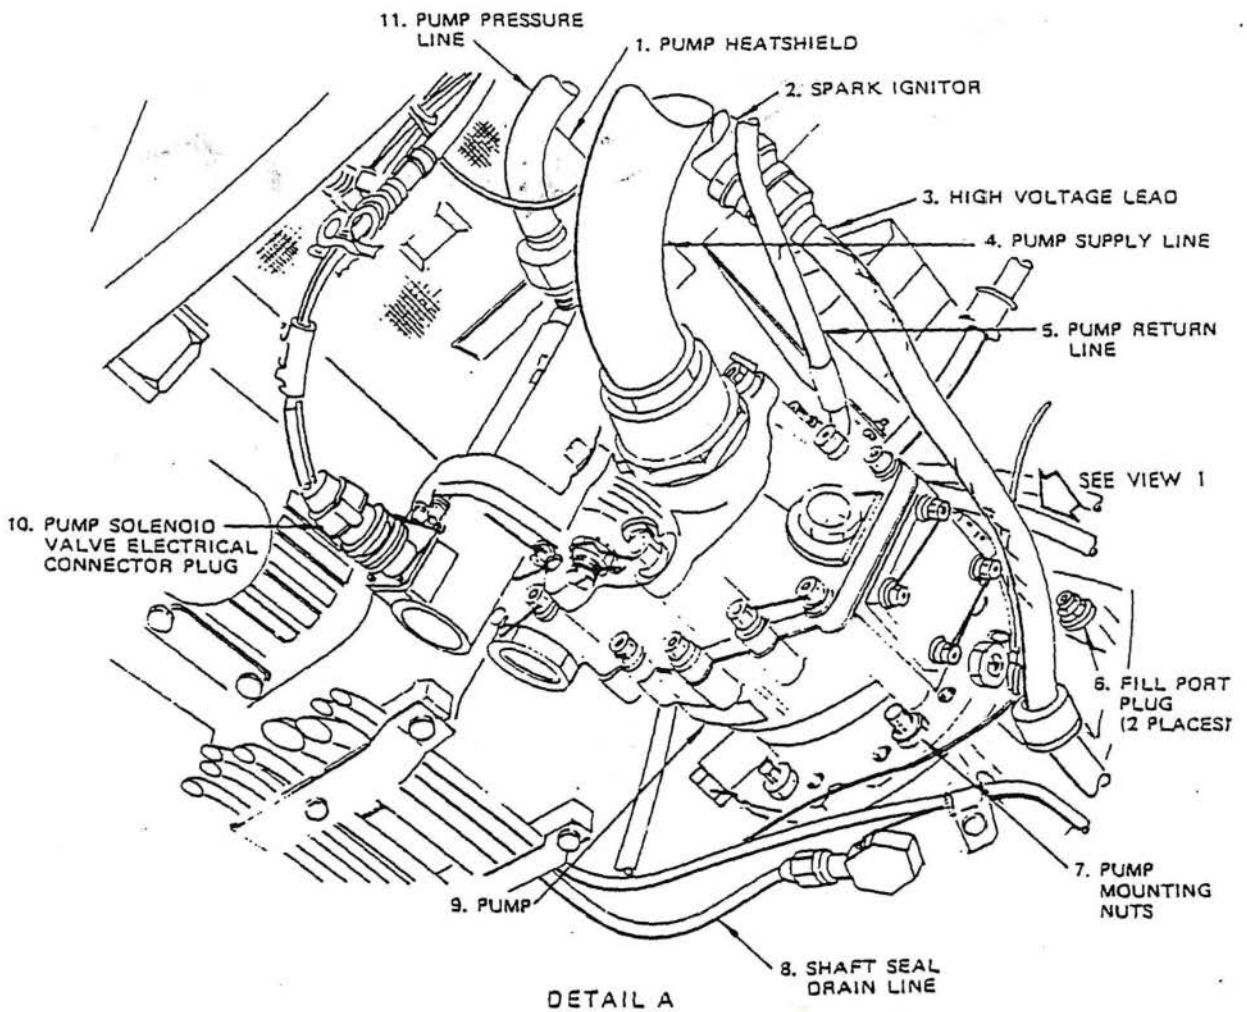 11. PUMP PRESSURE
LINE
1. PUMP HEATSHIELD
2. SPARK IGNITOR
3. HIGH VOLTAGE LEAD
4. PUMP SUPPLY LINE
5. PUMP RETURN
LINE
SEE VIEW 1
10. PUMP SOLENOID
VALVE ELECTRICAL
CONNECTOR PLUG
6. FILL PORT
PLUG
(2 PLACES)
7. PUMP
MOUNTING
NUTS
9. PUMP
8. SHAFT SEAL
DRAIN LINE
DETAIL A